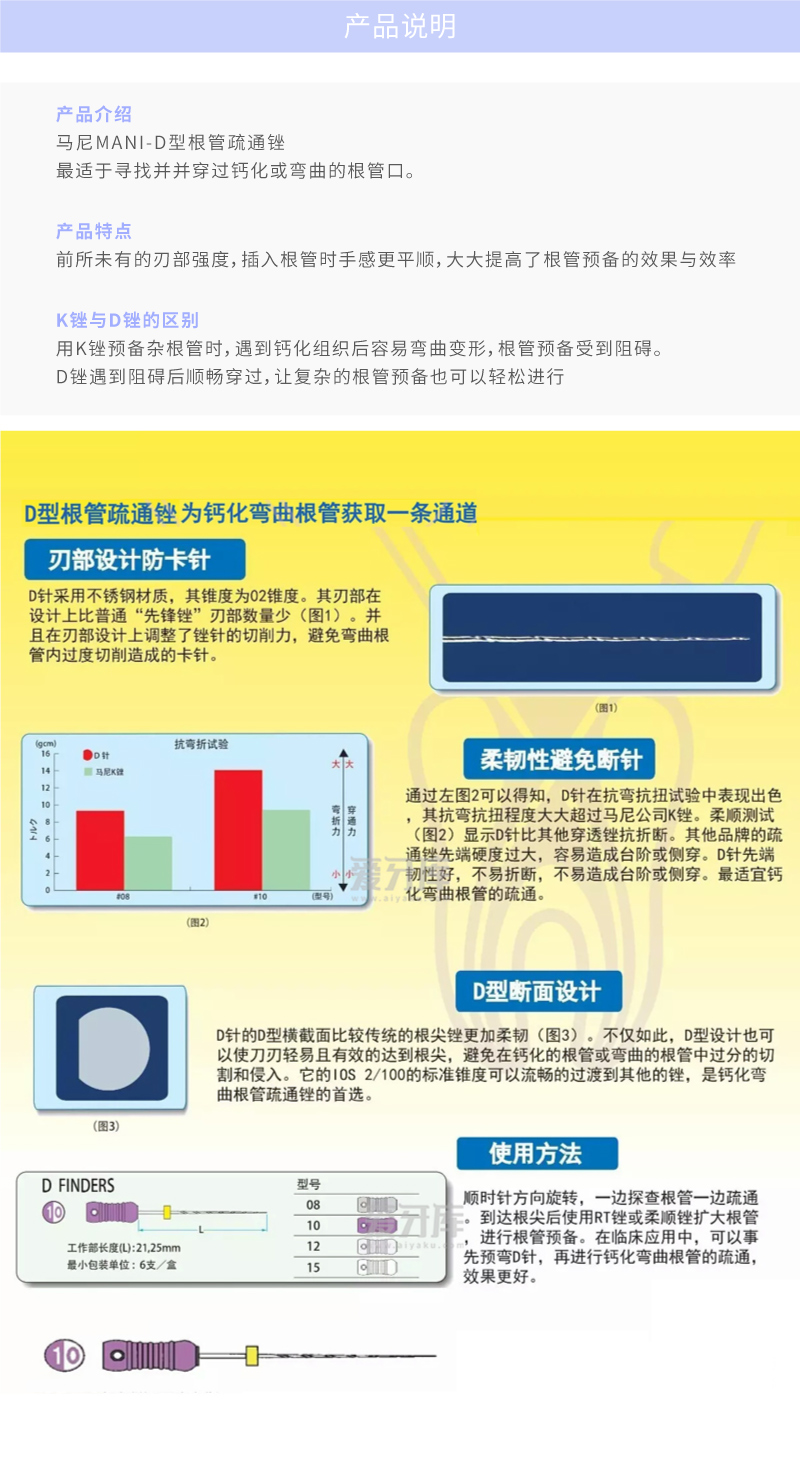 产品说明
产品介绍
马尼MANI-D型根管疏通锉
最适于寻找并并穿过钙化或弯曲的根管口。
产品特点
前所未有的刃部强度，插入根管时手感更平顺，大大提高了根管预备的效果与效率
K锉与D锉的区别
用K锉预备杂根管时，遇到钙化组织后容易弯曲变形，根管预备受到阻碍。
D锉遇到阻碍后顺畅穿过，让复杂的根管预备也可以轻松进行
D型根管疏通锉为钙化弯曲根管获取一条通道
刃部设计防卡针
D针采用不锈钢材质，其锥度为02锥度。其刃部在
设计上比普通“先锋锉”刃部数量少（图1）。并
且在刃部设计上调整了锉针的切削力，避免弯曲根
管内过度切削造成的卡针。
（图1）
(gcm)
抗弯折试验
16
14
12
10
8
6
4
2
0
トルク
D针
马尼K锉
#08
#10
(型号)
大 大
弯折力
穿通力
小 小
（图2）
柔韧性避免断针
通过左图2可以得知，D针在抗弯抗扭试验中表现出色
，其抗弯抗扭程度大大超过马尼公司K锉。柔顺测试
（图2）显示D针比其他穿透锉抗折断。其他品牌的疏
通锉先端硬度过大，容易造成台阶或侧穿。D针先端
韧性好，不易折断，不易造成台阶或侧穿。最适宜钙
化弯曲根管的疏通。
爱牙库
www.aiyaku.com
D型断面设计
D针的D型横截面比较传统的根尖锉更加柔韧（图3）。不仅如此，D型设计也可
以使刀刃轻易且有效的达到根尖，避免在钙化的根管或弯曲的根管中过分的切
割和侵入。它的IOS 2/100的标准锥度可以流畅的过渡到其他的锉，是钙化弯
曲根管疏通锉的首选。
（图3）
使用方法
顺时针方向旋转，一边探查根管一边疏通
。到达根尖后使用RT锉或柔顺锉扩大根管
，进行根管预备。在临床应用中，可以事
先预弯D针，再进行钙化弯曲根管的疏通，
效果更好。
D FINDERS
10
L
工作部长度(L):21,25mm
最小包装单位：6支／盒
型号
08
10
12
15
爱牙库
www.aiyaku.com
10